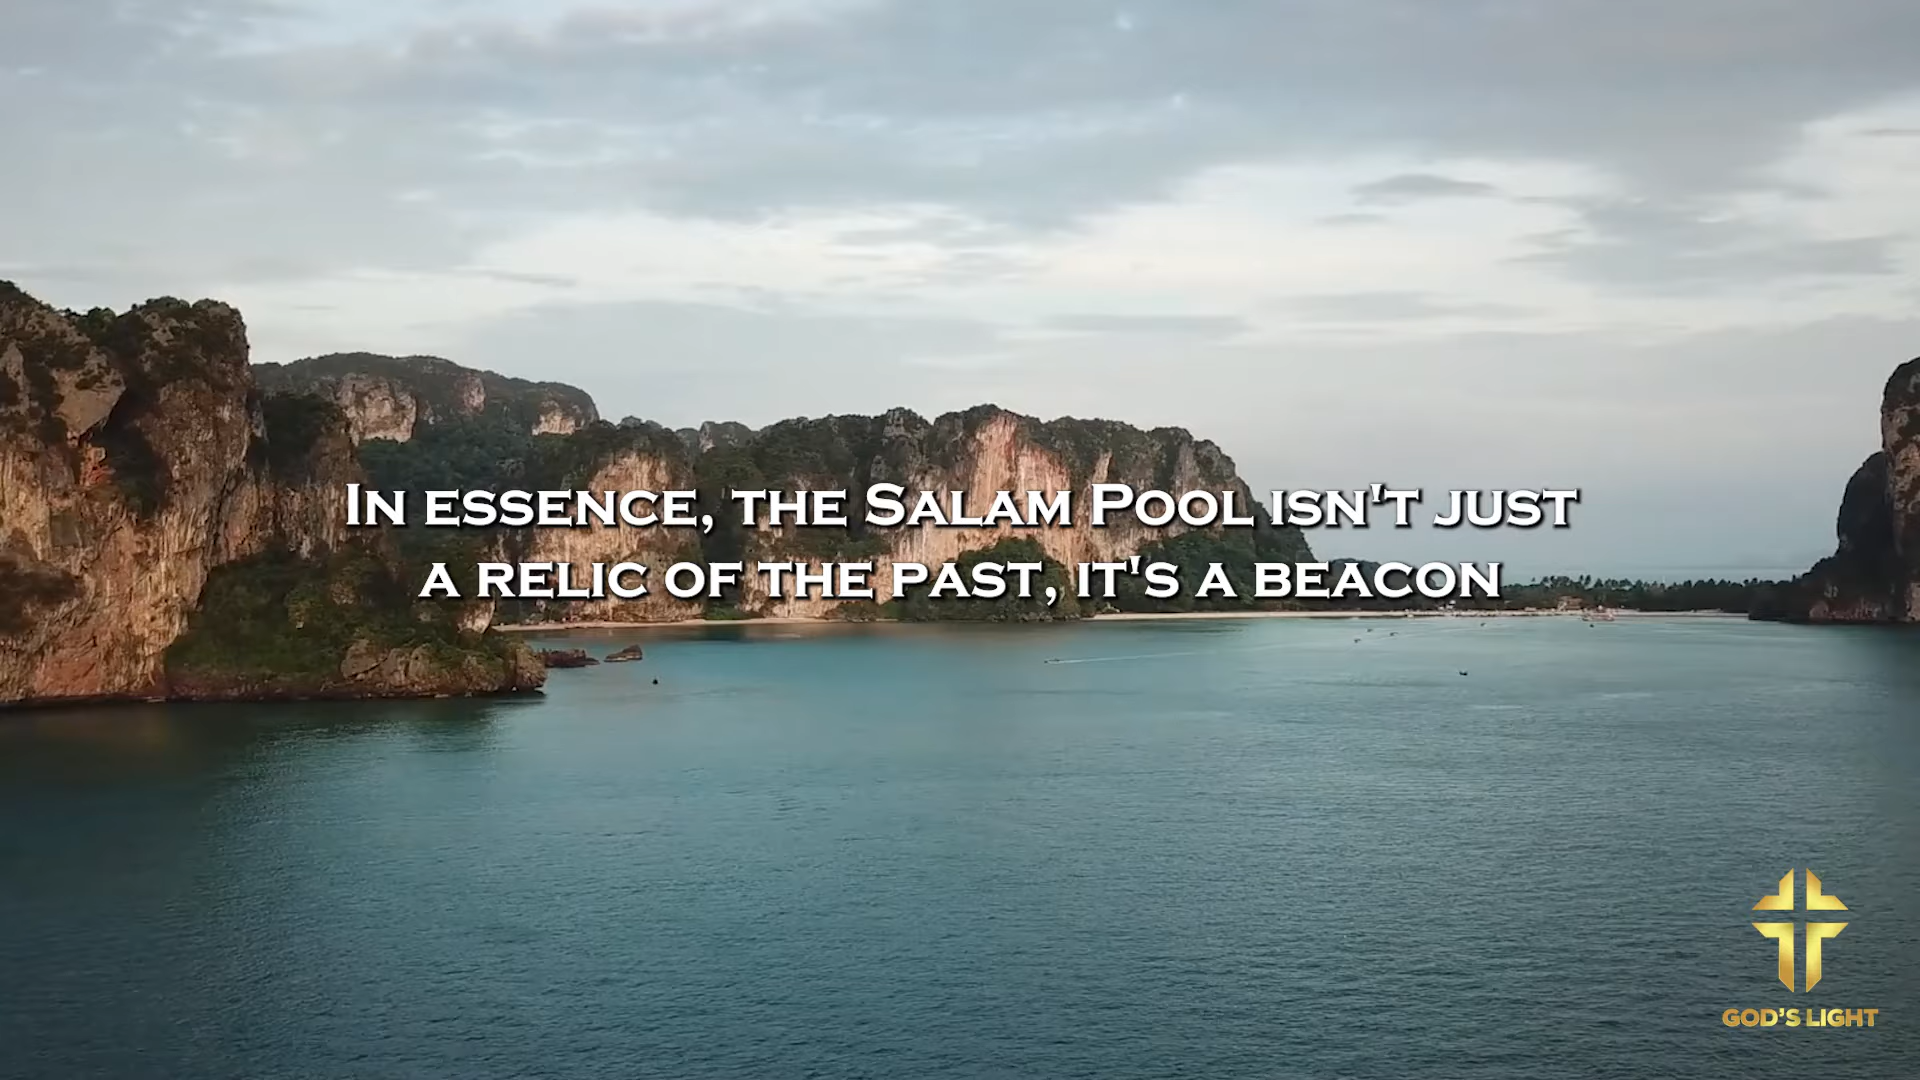 In essence, the Salam Pool isn't just
a relic of the past, it's a beacon
GOD'S LIGHT